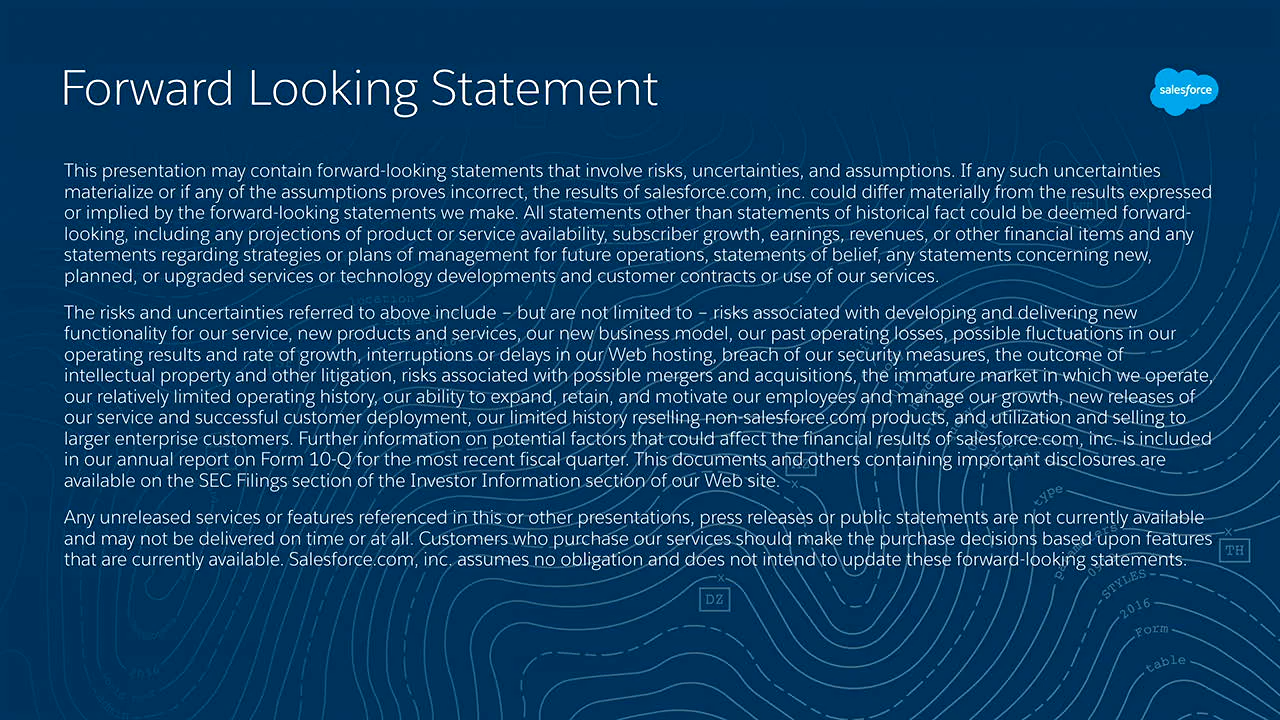 Forward Looking Statement
salesforce
This presentation may contain forward-looking statements that involve risks, uncertainties, and assumptions. If any such uncertainties
materialize or if any of the assumptions proves incorrect, the results of salesforce.com, inc. could differ materially from the results expressed
or implied by the forward-looking statements we make. All statements other than statements of historical fact could be deemed forward-
looking, including any projections of product or service availability, subscriber growth, earnings, revenues, or other financial items and any
statements regarding strategies or plans of management for future operations, statements of belief, any statements concerning new,
planned, or upgraded services or technology developments and customer contracts or use of our services.
The risks and uncertainties referred to above include – but are not limited to – risks associated with developing and delivering new
functionality for our service, new products and services, our new business model, our past operating losses, possible fluctuations in our
operating results and rate of growth, interruptions or delays in our Web hosting, breach of our security measures, the outcome of
intellectual property and other litigation, risks associated with possible mergers and acquisitions, the immature market in which we operate,
our relatively limited operating history, our ability to expand, retain, and motivate our employees and manage our growth, new releases of
our service and successful customer deployment, our limited history reselling non-salesforce.com products, and utilization and selling to
larger enterprise customers. Further information on potential factors that could affect the financial results of salesforce.com, inc. is included
in our annual report on Form 10-Q for the most recent fiscal quarter. This documents and others containing important disclosures are
available on the SEC Filings section of the Investor Information section of our Web site.
Any unreleased services or features referenced in this or other presentations, press releases or public statements are not currently available
and may not be delivered on time or at all. Customers who purchase our services should make the purchase decisions based upon features
that are currently available. Salesforce.com, inc. assumes no obligation and does not intend to update these forward-looking statements.
location
type
parameters
x
TH
x
DZ
STYLES
2016
Form
table
2016